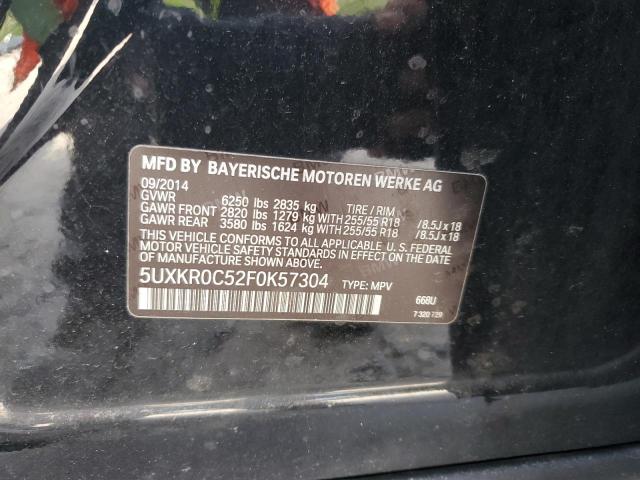 MFD BY BAYERISCHE MOTOREN WERKE AG
09/2014
GVWR 6250 lbs 2835 kg TIRE / RIM
GAWR FRONT 2820 lbs 1279 kg WITH 255/55 R18 / 8.5J x 18
GAWR REAR 3580 lbs 1624 kg WITH 255/55 R18 / 8.5J x 18
THIS VEHICLE CONFORMS TO ALL APPLICABLE U. S. FEDERAL
MOTOR VEHICLE SAFETY STANDARDS IN EFFECT ON THE DATE
OF MANUFACTURE SHOWN ABOVE.
5UXKR0C52F0K57304 TYPE: MPV
668U
7 320 729